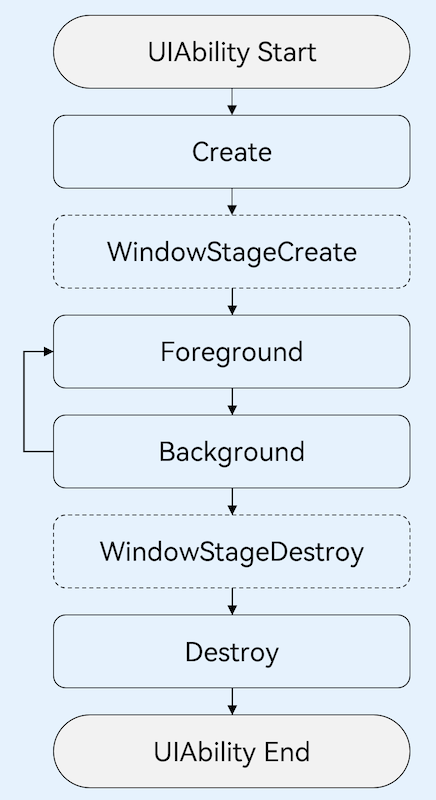 UIAbility Start
Create
WindowStageCreate
Foreground
Background
WindowStageDestroy
Destroy
UIAbility End